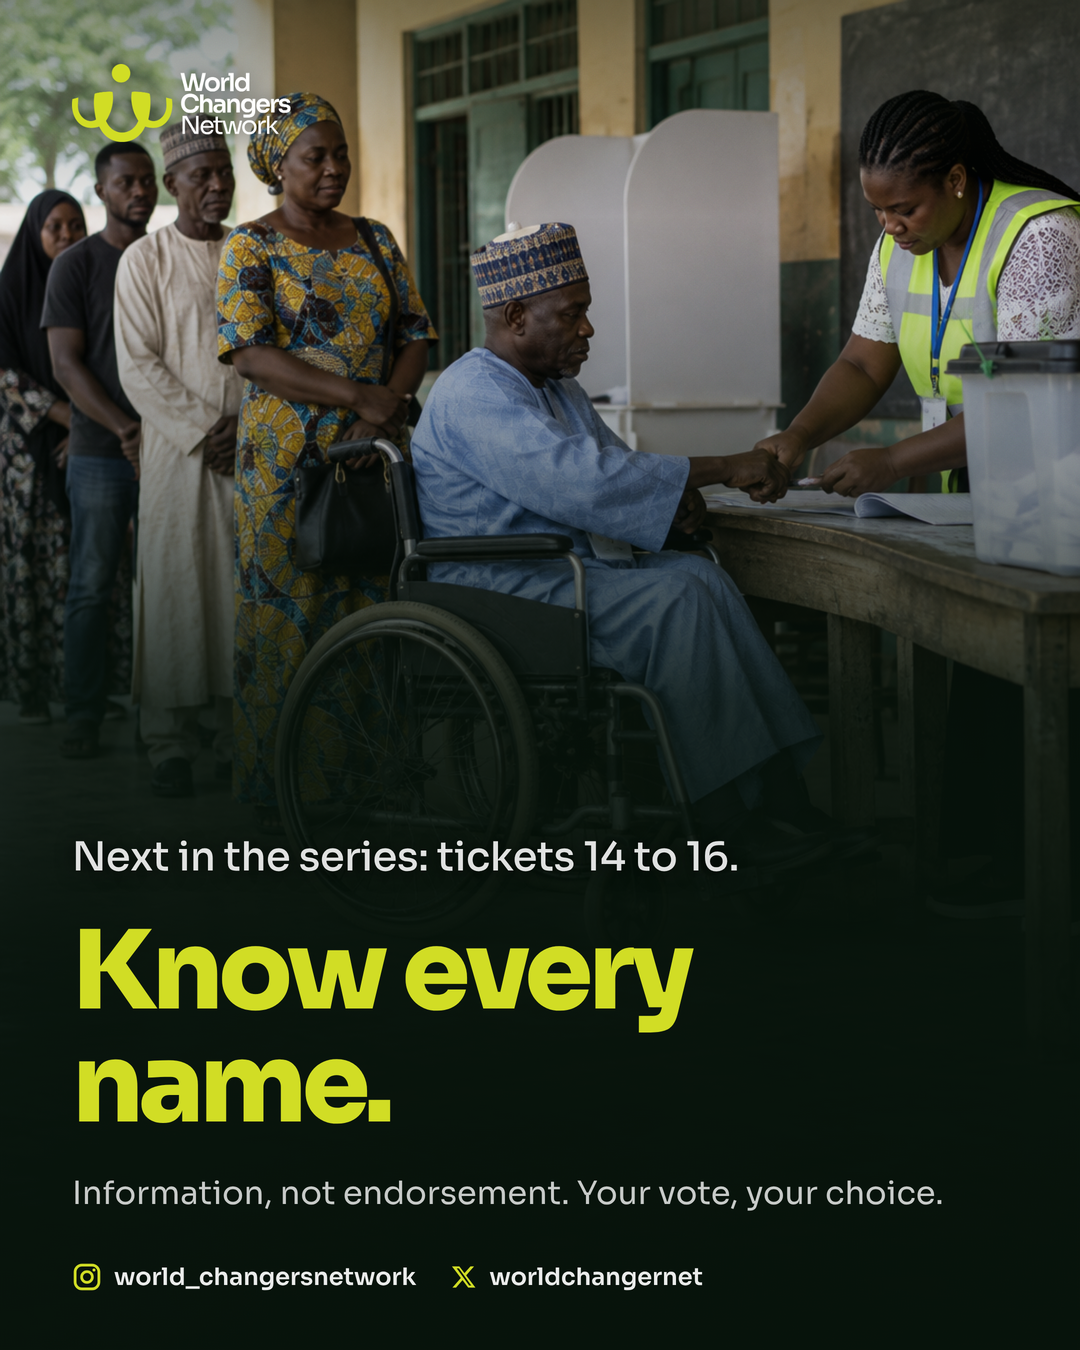 World
Changers
Network
Next in the series: tickets 14 to 16.
Know every
name.
Information, not endorsement. Your vote, your choice.
world_changersnetwork worldchangernet